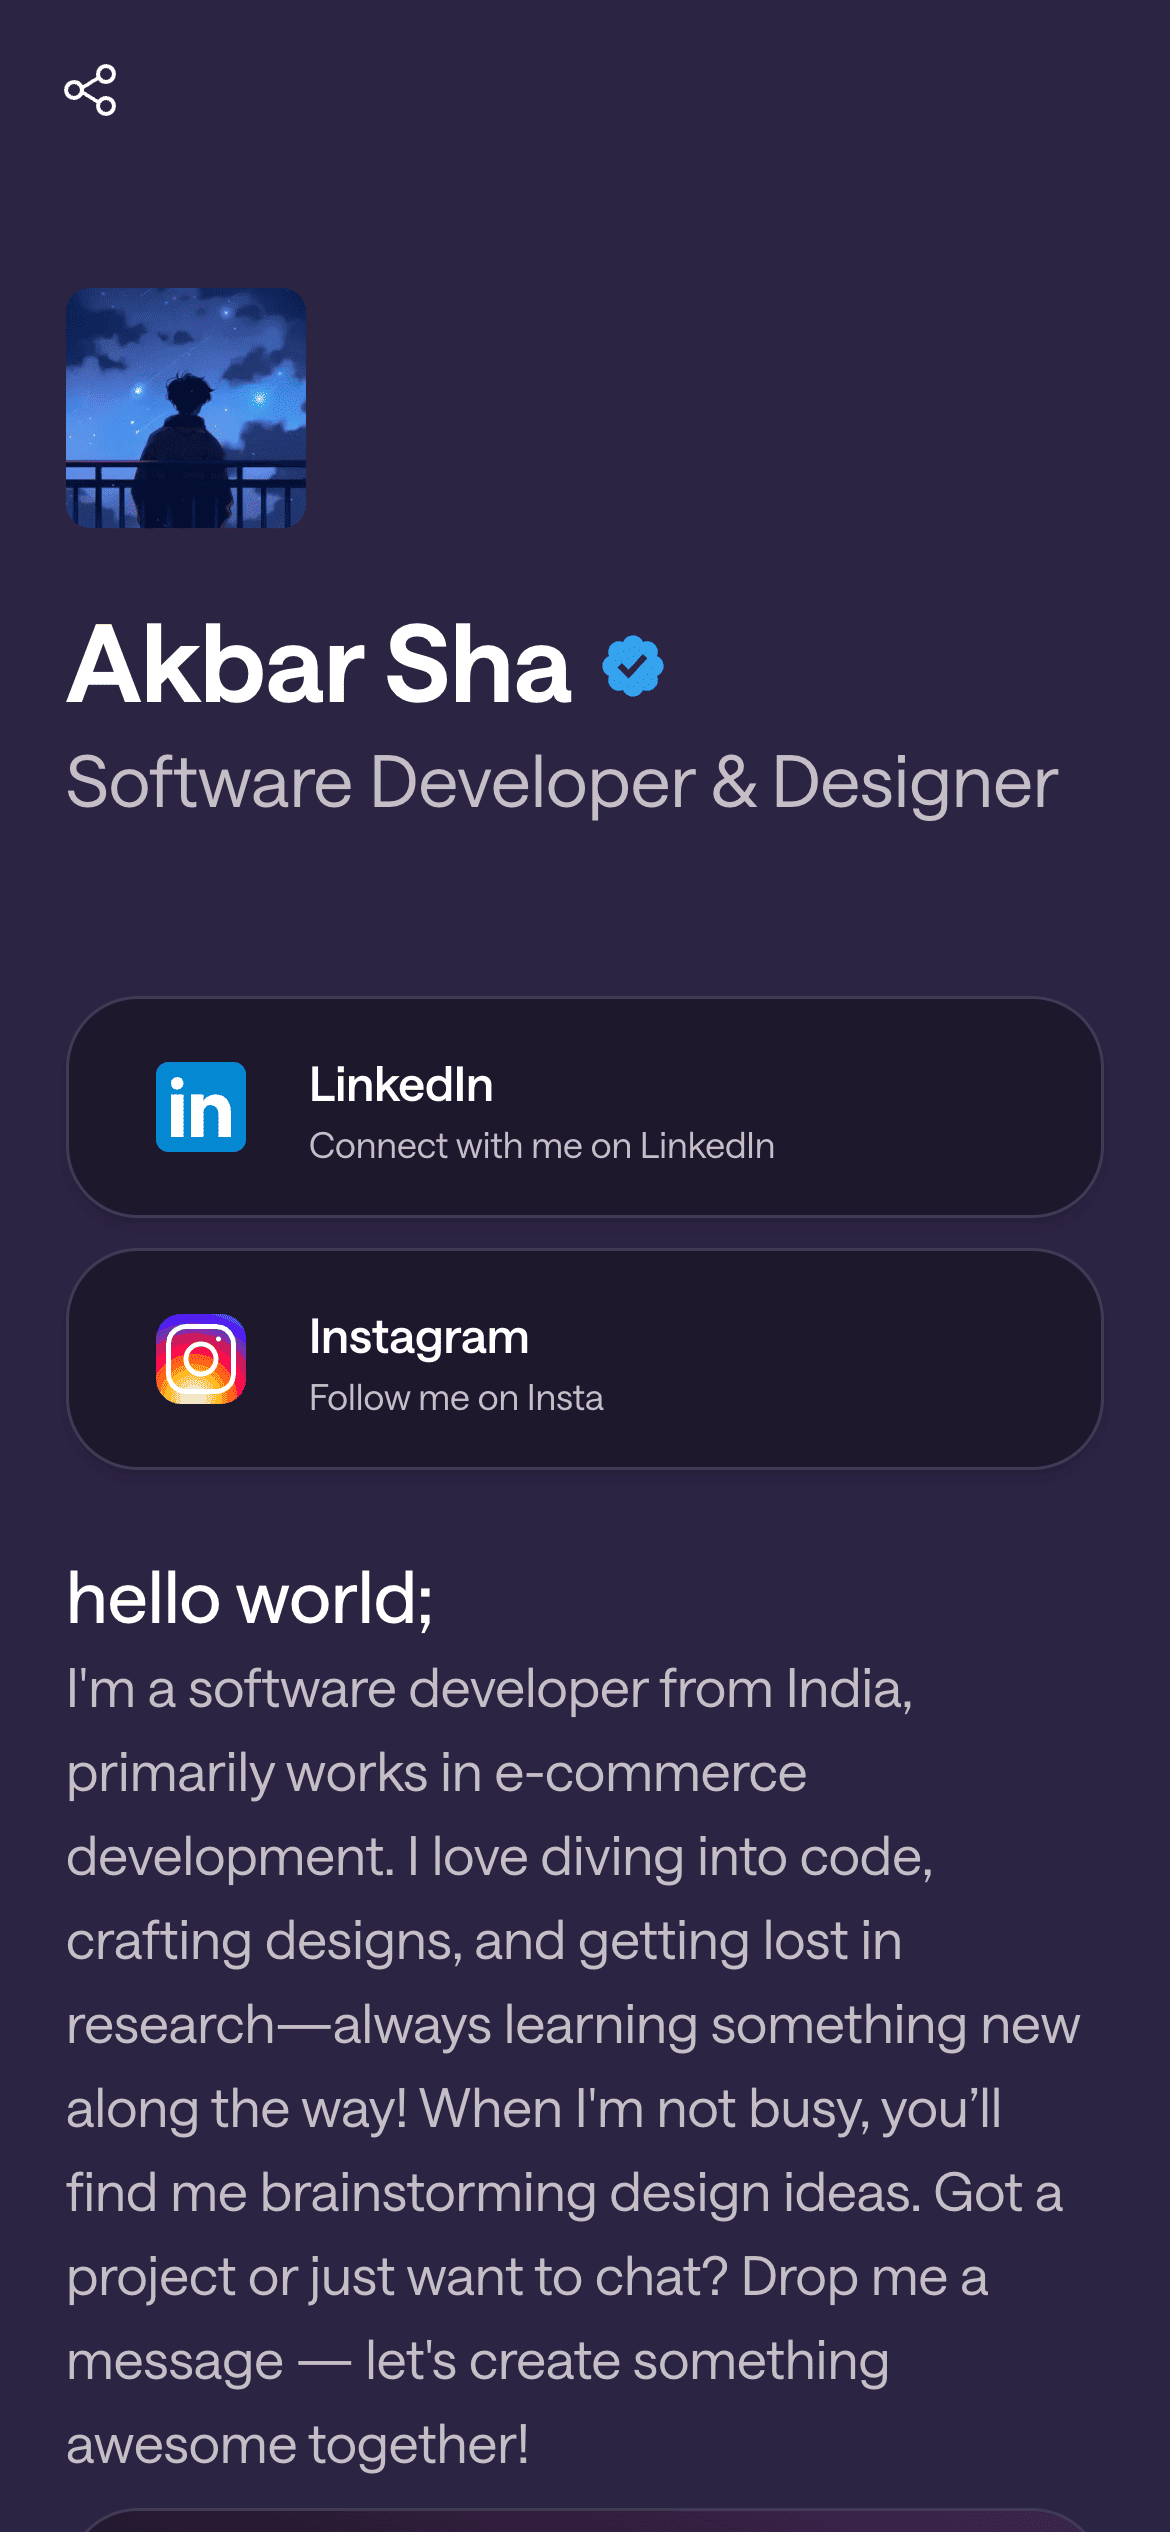 Akbar Sha
Software Developer & Designer
in
LinkedIn
Connect with me on LinkedIn
Instagram
Follow me on Insta
hello world;
I'm a software developer from India,
primarily works in e-commerce
development. I love diving into code,
crafting designs, and getting lost in
research—always learning something new
along the way! When I'm not busy, you’ll
find me brainstorming design ideas. Got a
project or just want to chat? Drop me a
message — let's create something
awesome together!